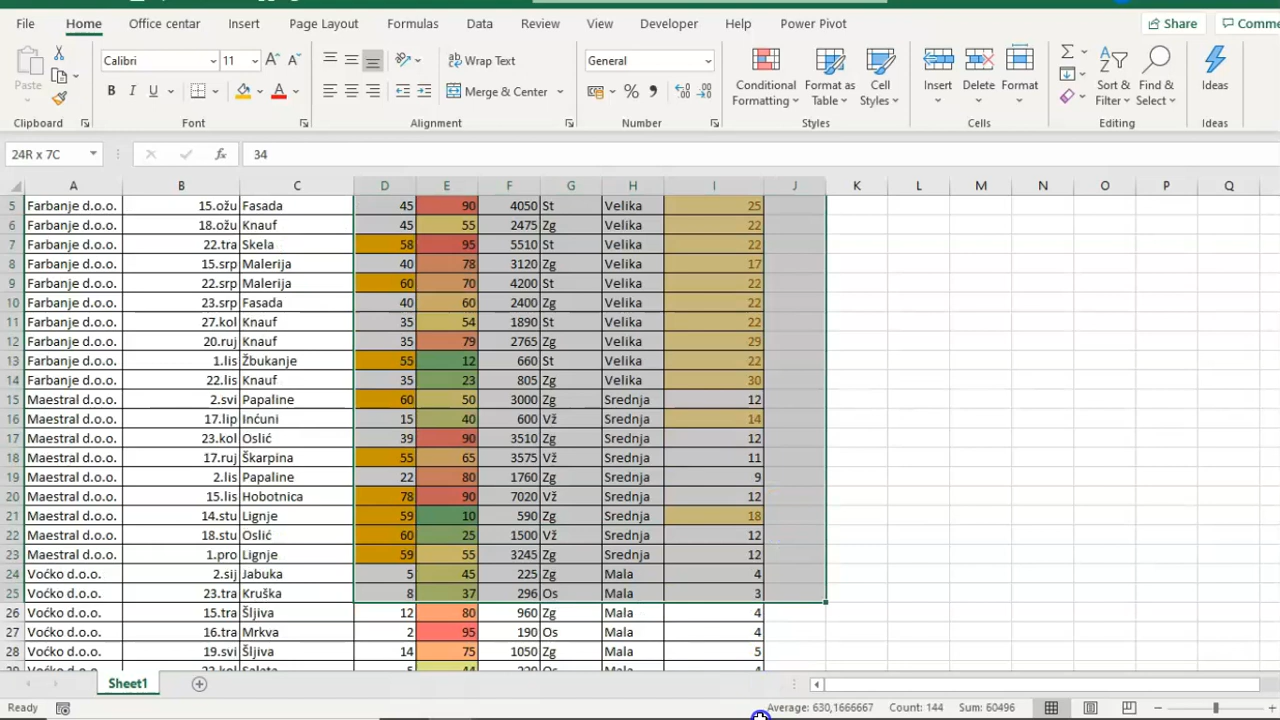 File Home Office centar Insert Page Layout Formulas Data Review View Developer Help Power Pivot Share Comme
Paste Calibri 11 Wrap Text General Conditional Format as Cell Insert Delete Format Sort & Find & Ideas
B I U Merge & Center % Formatting Table Styles Filter Select
Clipboard Font Alignment Number Styles Cells Editing Ideas
24R x 7C fx 34
A B C D E F G H I J K L M N O P Q
5 Farbanje d.o.o. 15.ožu Fasada 45 90 4050 St Velika 25
6 Farbanje d.o.o. 18.ožu Knauf 45 55 2475 Zg Velika 22
7 Farbanje d.o.o. 22.tra Skela 58 95 5510 St Velika 22
8 Farbanje d.o.o. 15.srp Malerija 40 78 3120 Zg Velika 17
9 Farbanje d.o.o. 22.srp Malerija 60 70 4200 St Velika 22
10 Farbanje d.o.o. 23.srp Fasada 40 60 2400 Zg Velika 22
11 Farbanje d.o.o. 27.kol Knauf 35 54 1890 St Velika 22
12 Farbanje d.o.o. 20.ruj Knauf 35 79 2765 Zg Velika 29
13 Farbanje d.o.o. 1.lis Žbukanje 55 12 660 St Velika 22
14 Farbanje d.o.o. 22.lis Knauf 35 23 805 Zg Velika 30
15 Maestral d.o.o. 2.svi Papaline 60 50 3000 Zg Srednja 12
16 Maestral d.o.o. 17.lip Inćuni 15 40 600 Vž Srednja 14
17 Maestral d.o.o. 23.kol Oslić 39 90 3510 Zg Srednja 12
18 Maestral d.o.o. 17.ruj Škarpina 55 65 3575 Vž Srednja 11
19 Maestral d.o.o. 2.lis Papaline 22 80 1760 Zg Srednja 9
20 Maestral d.o.o. 15.lis Hobotnica 78 90 7020 Vž Srednja 12
21 Maestral d.o.o. 14.stu Lignje 59 10 590 Zg Srednja 18
22 Maestral d.o.o. 18.stu Oslić 60 25 1500 Vž Srednja 12
23 Maestral d.o.o. 1.pro Lignje 59 55 3245 Zg Srednja 12
24 Voćko d.o.o. 2.sij Jabuka 5 45 225 Zg Mala 4
25 Voćko d.o.o. 23.tra Kruška 8 37 296 Os Mala 3
26 Voćko d.o.o. 15.tra Šljiva 12 80 960 Zg Mala 4
27 Voćko d.o.o. 16.tra Mrkva 2 95 190 Os Mala 4
28 Voćko d.o.o. 19.svi Šljiva 14 75 1050 Zg Mala 5
Sheet1
Ready Average: 630,1666667 Count: 144 Sum: 60496